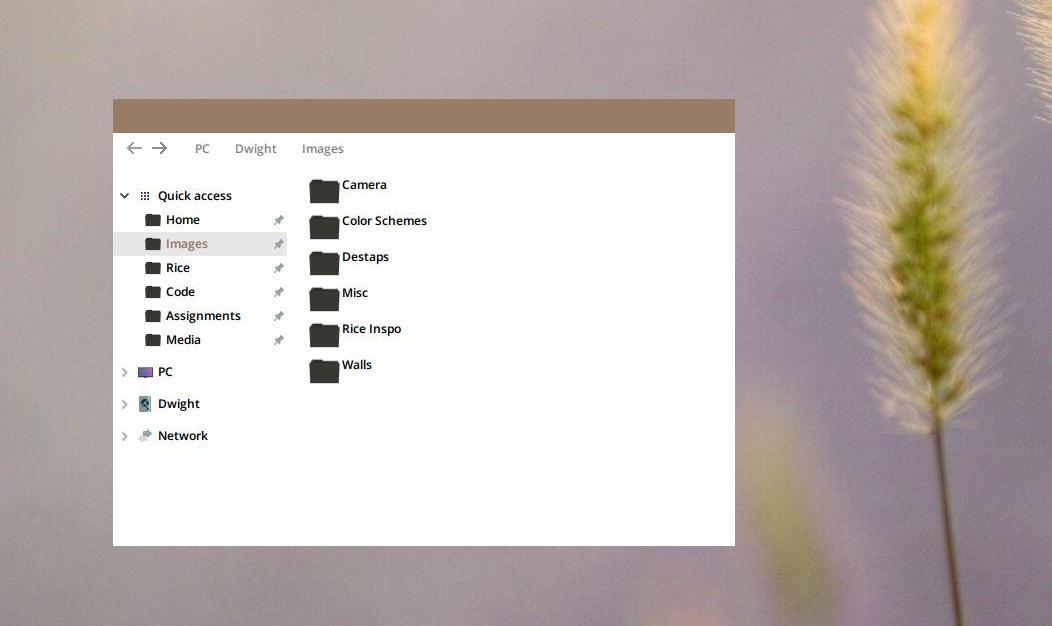 PC Dwight Images
Quick access
Home
Images
Rice
Code
Assignments
Media
PC
Dwight
Network
Camera
Color Schemes
Destaps
Misc
Rice Inspo
Walls